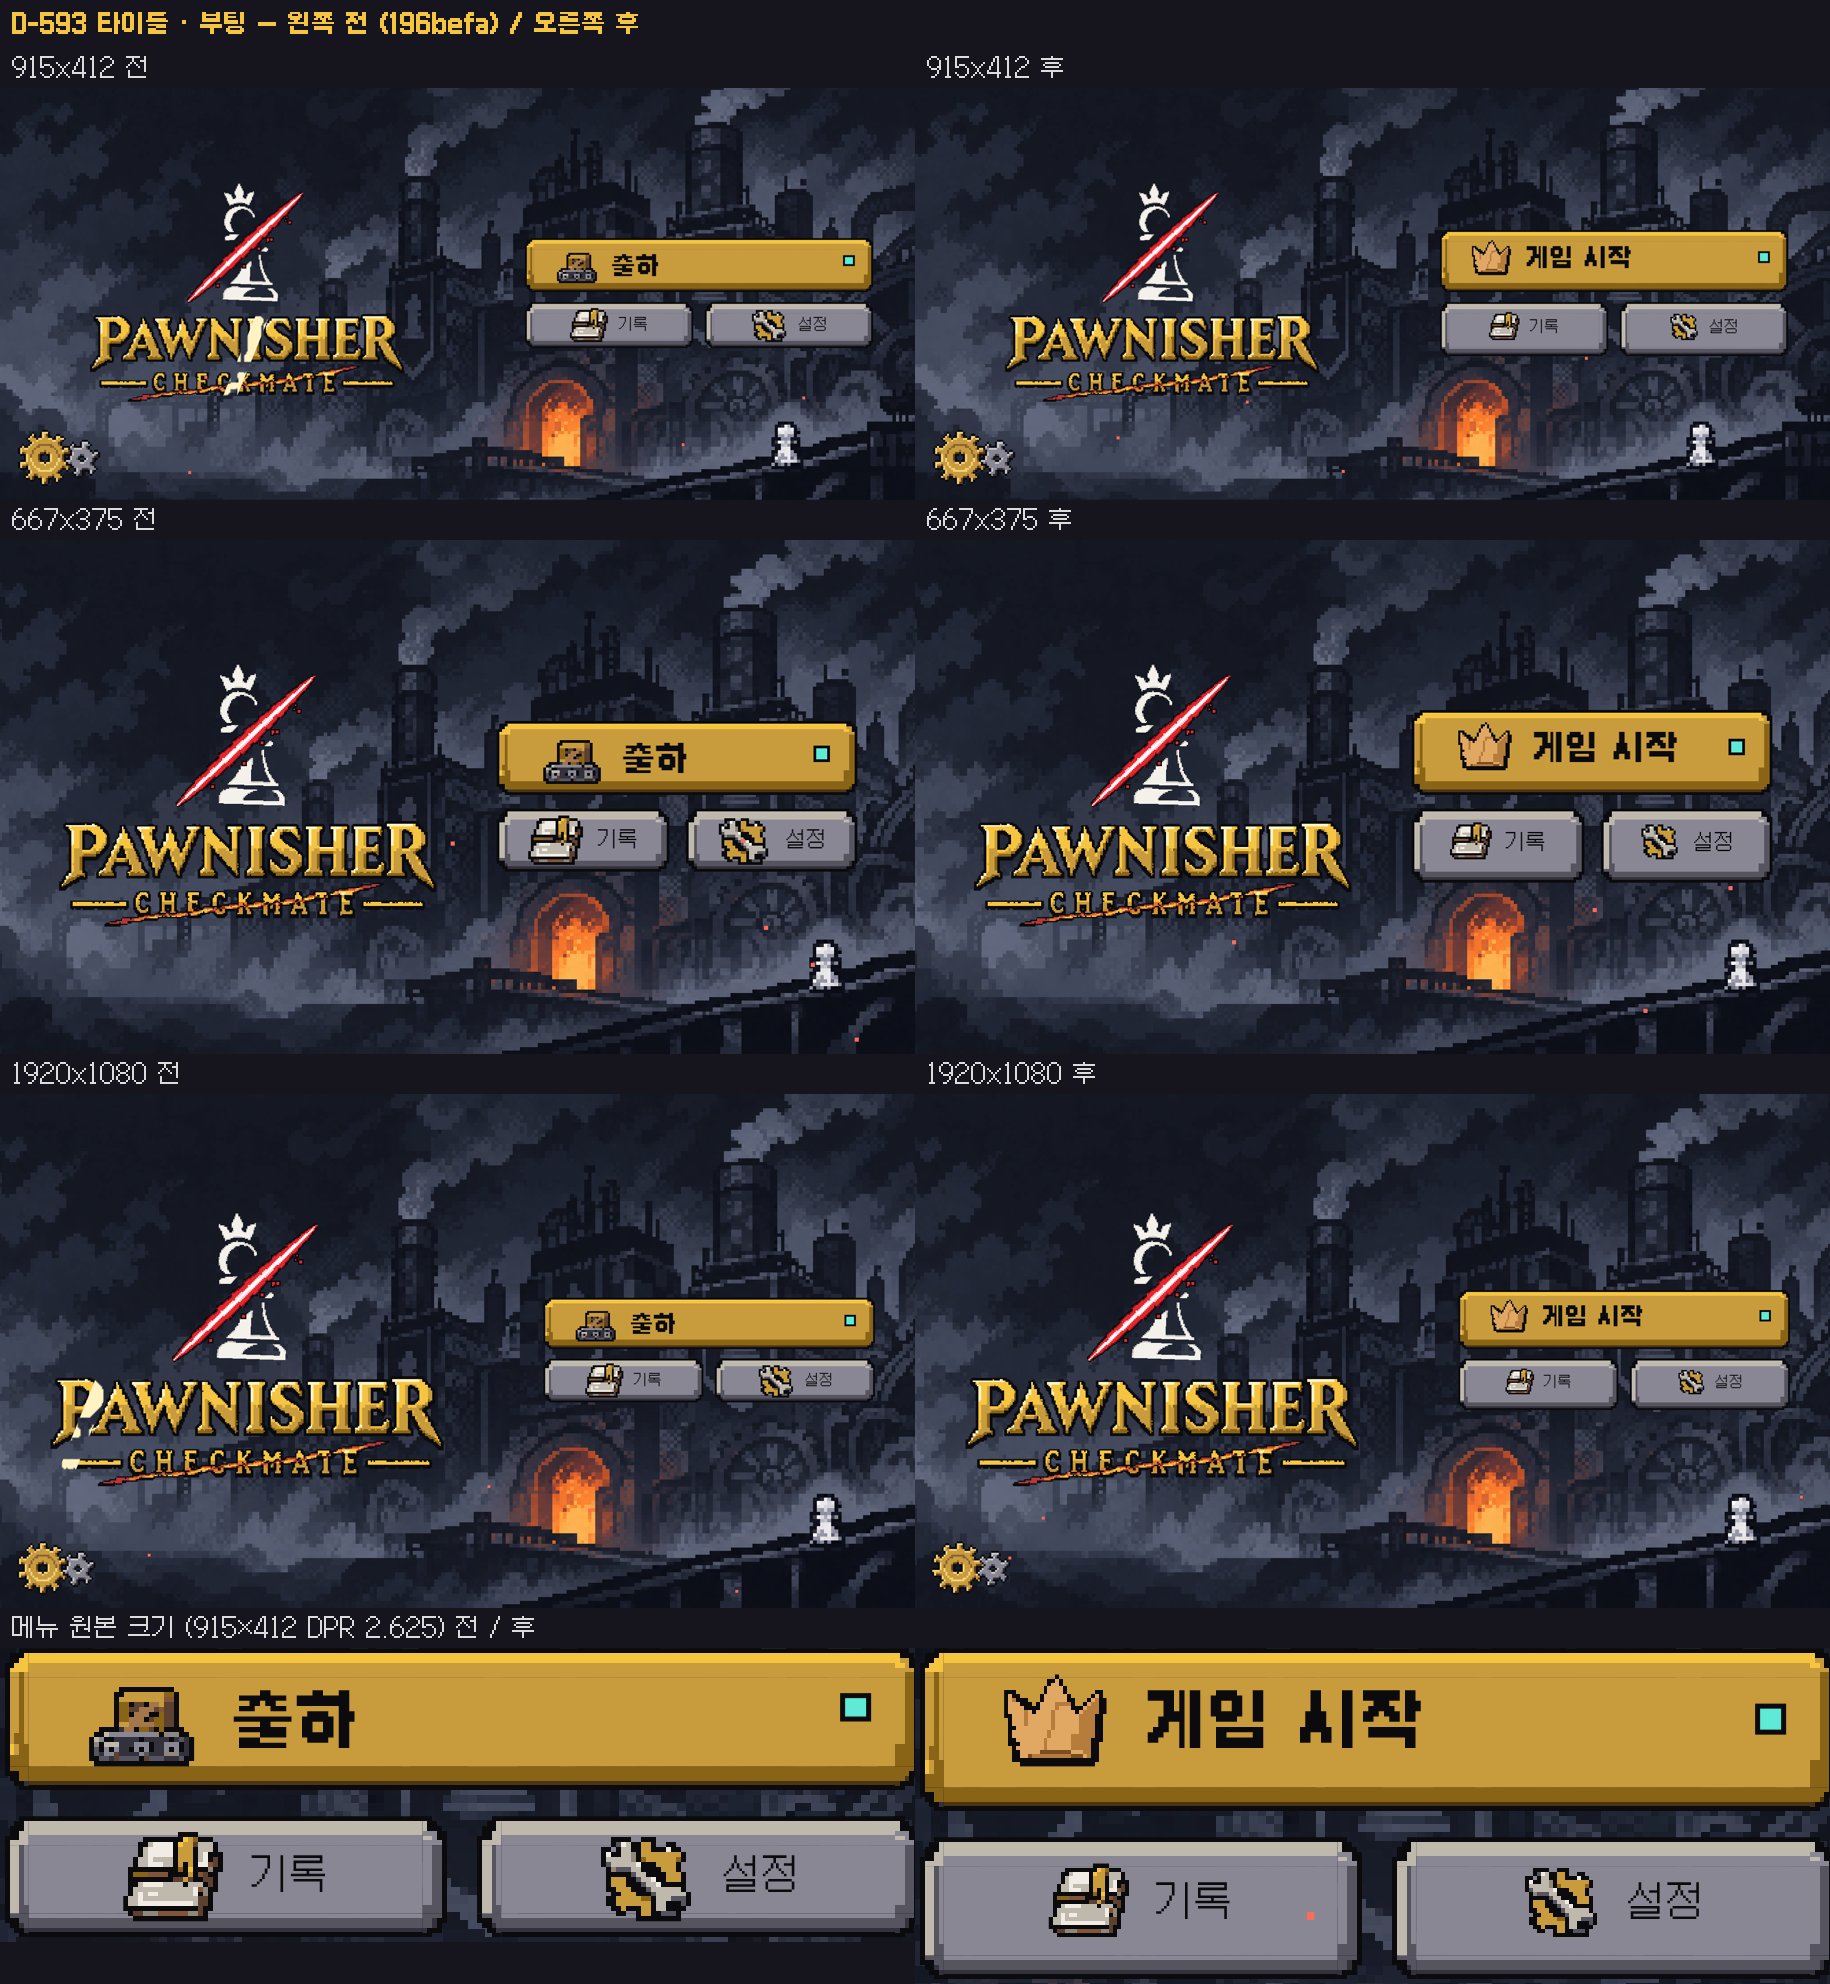 D-593 타이틀 · 부팅 — 왼쪽 전 (196befa) / 오른쪽 후
915x412 전
915x412 후
PAWNISHER
CHECKMATE
출하
기록
설정
PAWNISHER
CHECKMATE
게임 시작
기록
설정
667x375 전
667x375 후
PAWNISHER
CHECKMATE
출하
기록
설정
PAWNISHER
CHECKMATE
게임 시작
기록
설정
1920x1080 전
1920x1080 후
PAWNISHER
CHECKMATE
출하
기록
설정
PAWNISHER
CHECKMATE
게임 시작
기록
설정
메뉴 원본 크기 (915×412 DPR 2.625) 전 / 후
출하
기록
설정
게임 시작
기록
설정